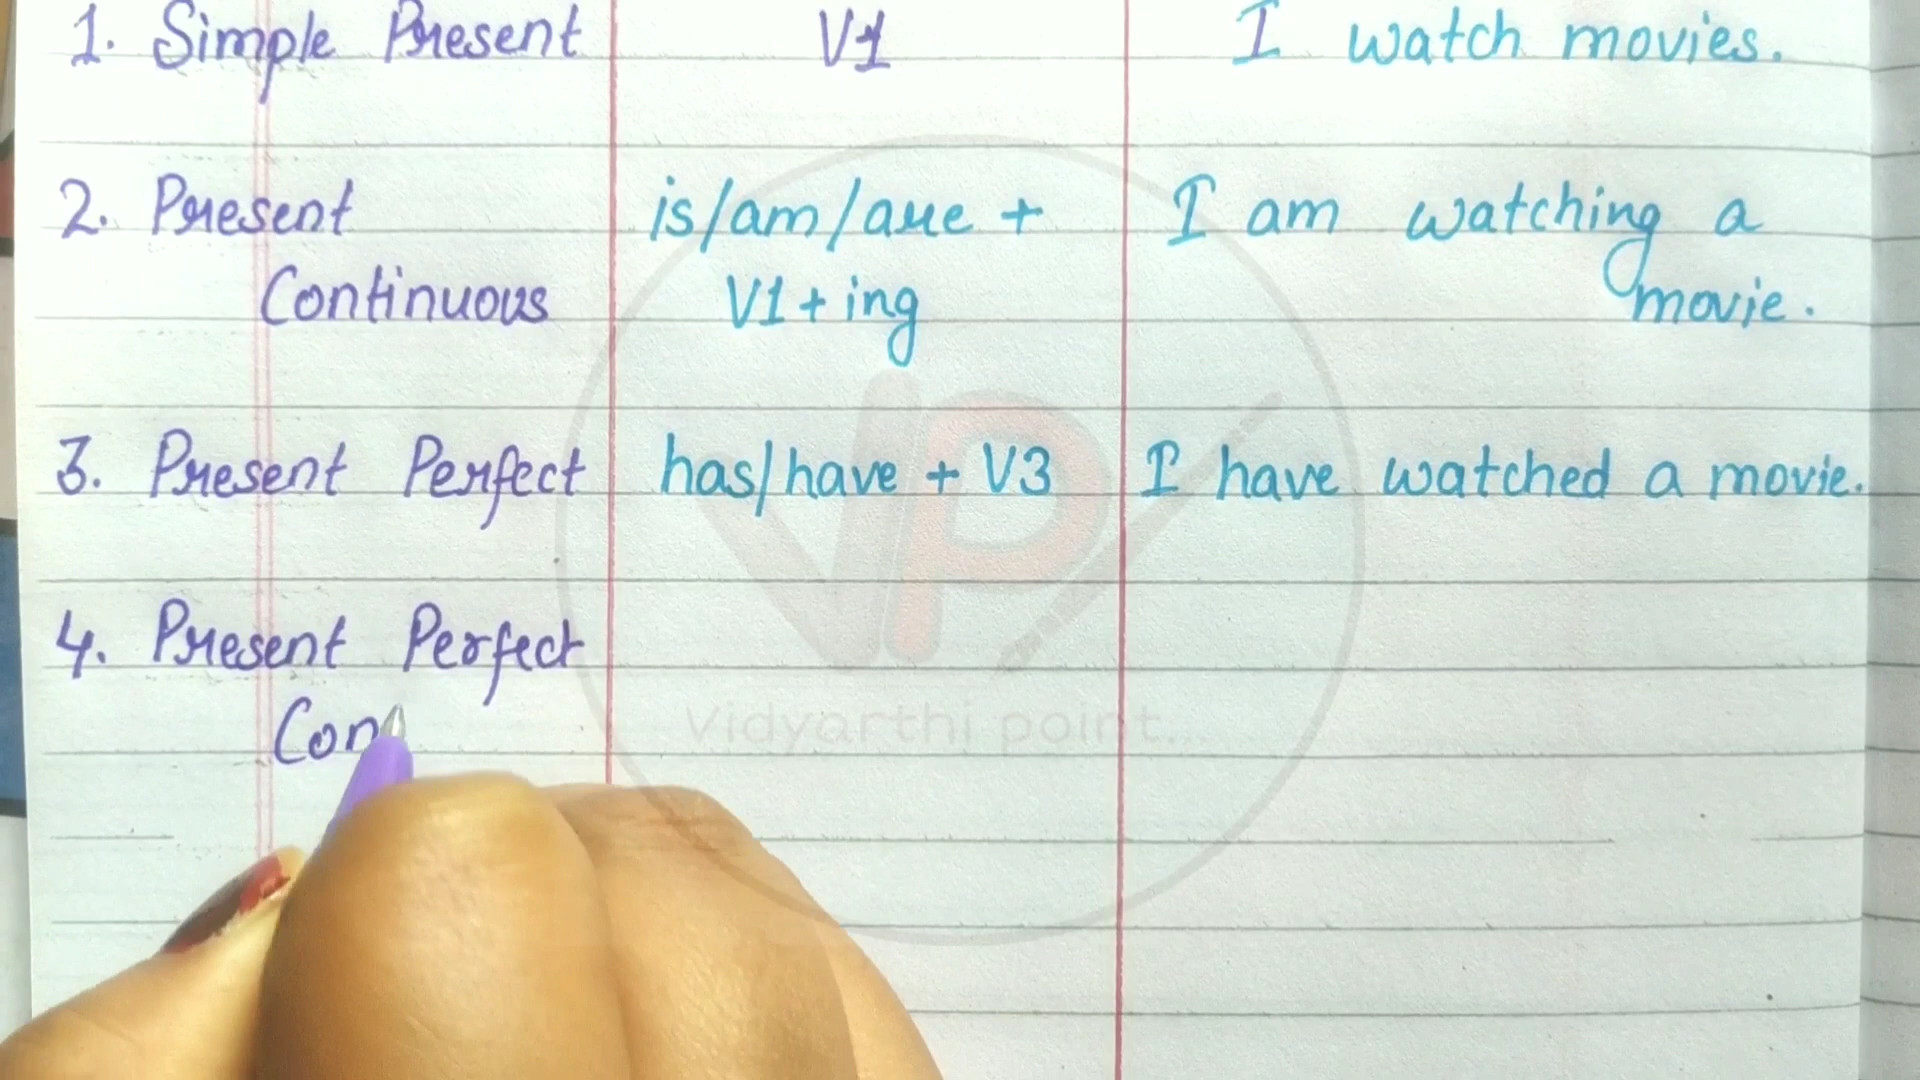 1. Simple Present V1 I watch movies.
2. Present is/am/are + I am watching a
Continuous V1 + ing movie.
3. Present Perfect has/have + V3 I have watched a movie.
4. Present Perfect
Con
VP
Vidyarthi point.